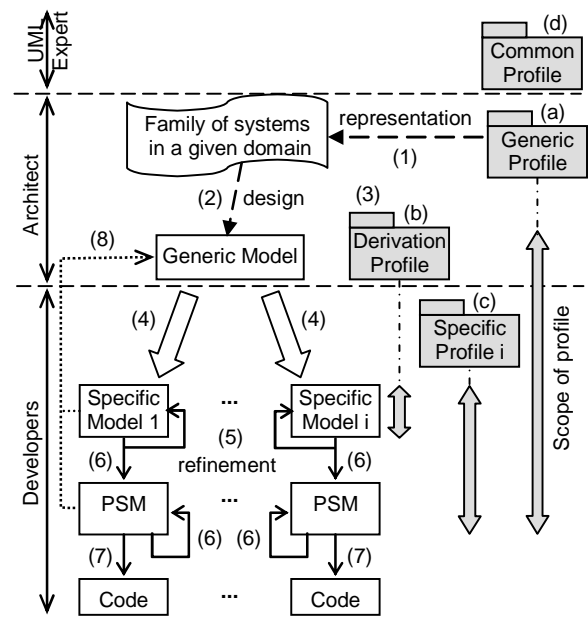 UML
Expert
(d)
Common
Profile
Architect
Family of systems
in a given domain
representation
(1)
(a)
Generic
Profile
(2)
design
(3)
(b)
Derivation
Profile
(8)
Generic Model
Developers
(4)
(4)
(c)
Specific
Profile i
Scope of profile
Specific
Model 1
...
Specific
Model i
(5)
refinement
(6)
(6)
PSM
...
PSM
(6)
(6)
(7)
(7)
Code
...
Code